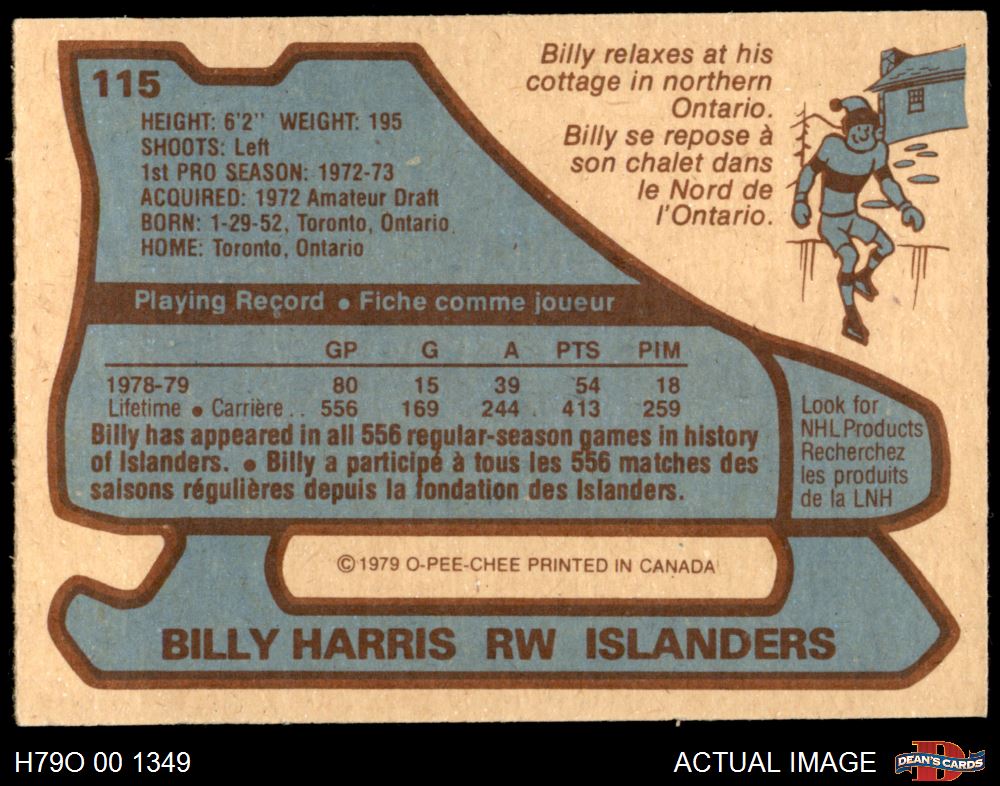 115
HEIGHT: 6'2" WEIGHT: 195
SHOOTS: Left
1st PRO SEASON: 1972-73
ACQUIRED: 1972 Amateur Draft
BORN: 1-29-52, Toronto, Ontario
HOME: Toronto, Ontario
Billy relaxes at his
cottage in northern
Ontario.
Billy se repose à
son chalet dans
le Nord de
l'Ontario.
Playing Record • Fiche comme joueur
GP G A PTS PIM
1978-79 80 15 39 54 18
Lifetime • Carrière .. 556 169 244 . 413 259
Billy has appeared in all 556 regular-season games in history
of Islanders. • Billy a participé à tous les 556 matches des
saisons régulières depuis la fondation des Islanders.
Look for
NHL Products
Recherchez
les produits
de la LNH
©1979 O-PEE-CHEE PRINTED IN CANADA
BILLY HARRIS RW ISLANDERS
H79O 00 1349
ACTUAL IMAGE
DEAN'S CARDS